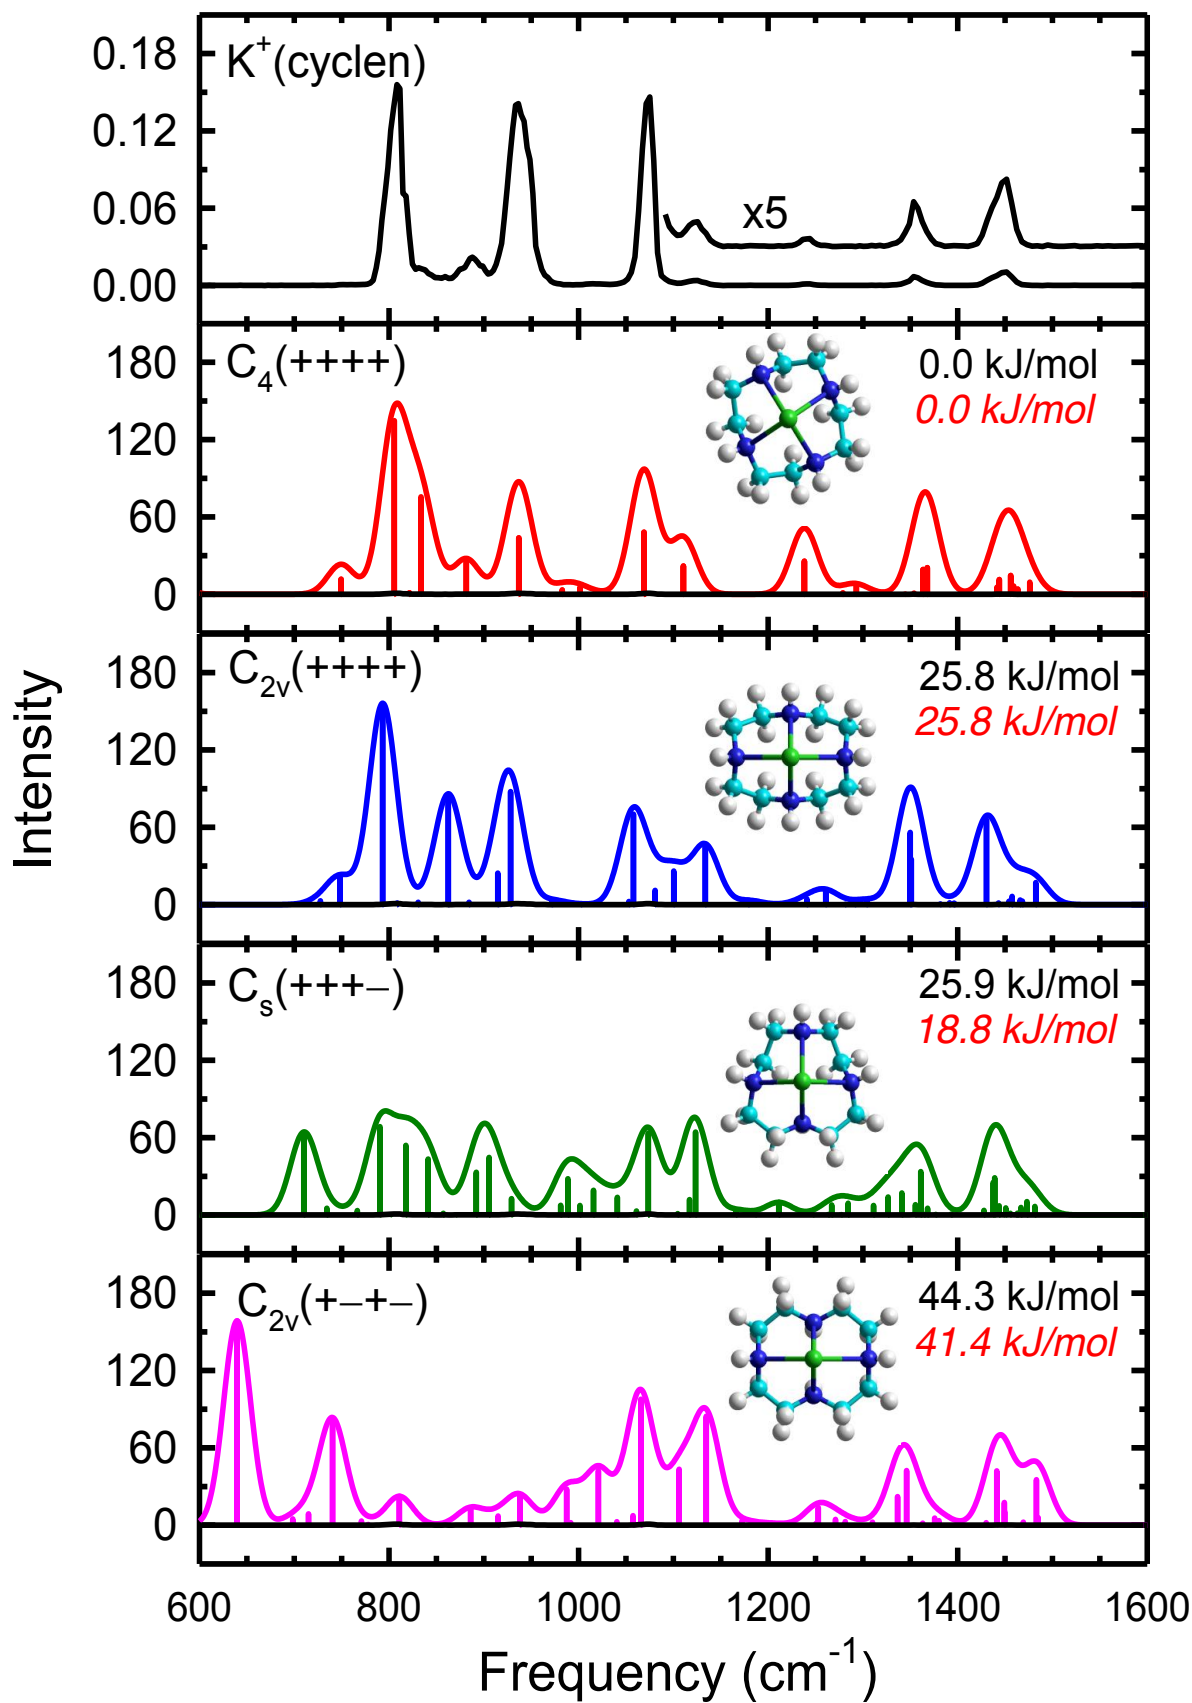 K⁺(cyclen)
x5
0.18
0.12
0.06
0.00
C₄(++++)
0.0 kJ/mol
0.0 kJ/mol
180
120
60
0
C₂ᵥ(++++)
25.8 kJ/mol
25.8 kJ/mol
180
120
60
0
Cₛ(+++–)
25.9 kJ/mol
18.8 kJ/mol
180
120
60
0
C₂ᵥ(+–+–)
44.3 kJ/mol
41.4 kJ/mol
180
120
60
0
Intensity
600 800 1000 1200 1400 1600
Frequency (cm⁻¹)